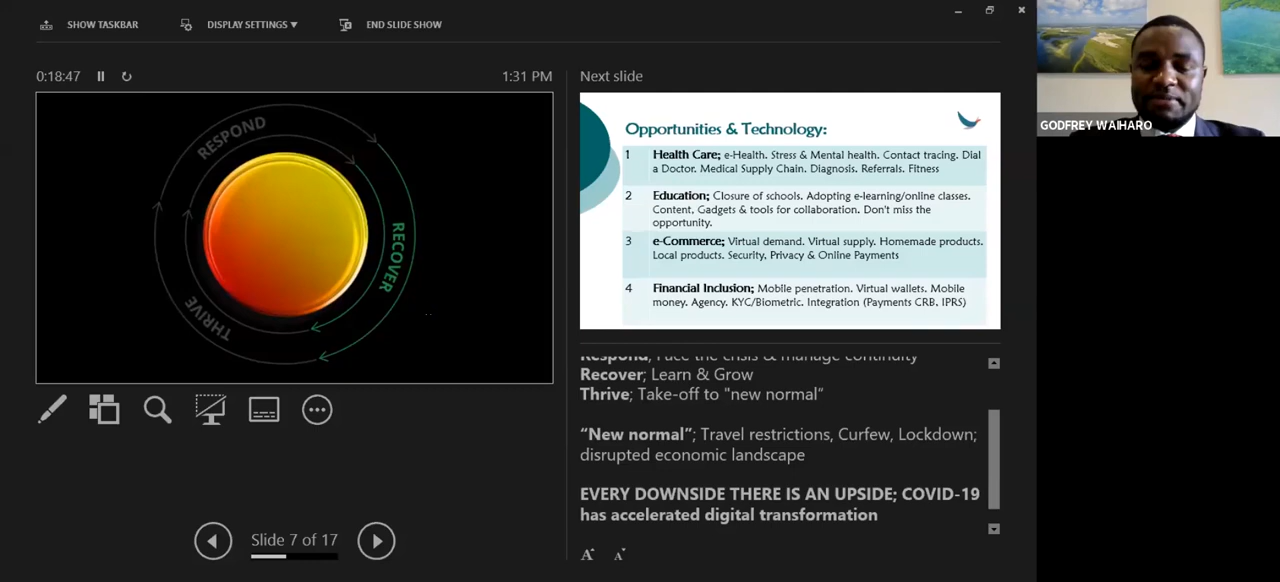 SHOW TASKBAR
DISPLAY SETTINGS ▼
END SLIDE SHOW
0:18:47
1:31 PM
Next slide
RESPOND
RECOVER
THRIVE
Opportunities & Technology:
1 Health Care; e-Health. Stress & Mental health. Contact tracing. Dial
a Doctor. Medical Supply Chain. Diagnosis. Referrals. Fitness
2 Education; Closure of schools. Adopting e-learning/online classes.
Content, Gadgets & tools for collaboration. Don't miss the
opportunity.
3 e-Commerce; Virtual demand. Virtual supply. Homemade products.
Local products. Security, Privacy & Online Payments
4 Financial Inclusion; Mobile penetration. Virtual wallets. Mobile
money. Agency. KYC/Biometric. Integration (Payments CRB, IPRS)
GODFREY WAIHARO
Respond; Face the crisis & manage continuity
Recover; Learn & Grow
Thrive; Take-off to "new normal"
“New normal”; Travel restrictions, Curfew, Lockdown;
disrupted economic landscape
EVERY DOWNSIDE THERE IS AN UPSIDE; COVID-19
has accelerated digital transformation
Slide 7 of 17
A A